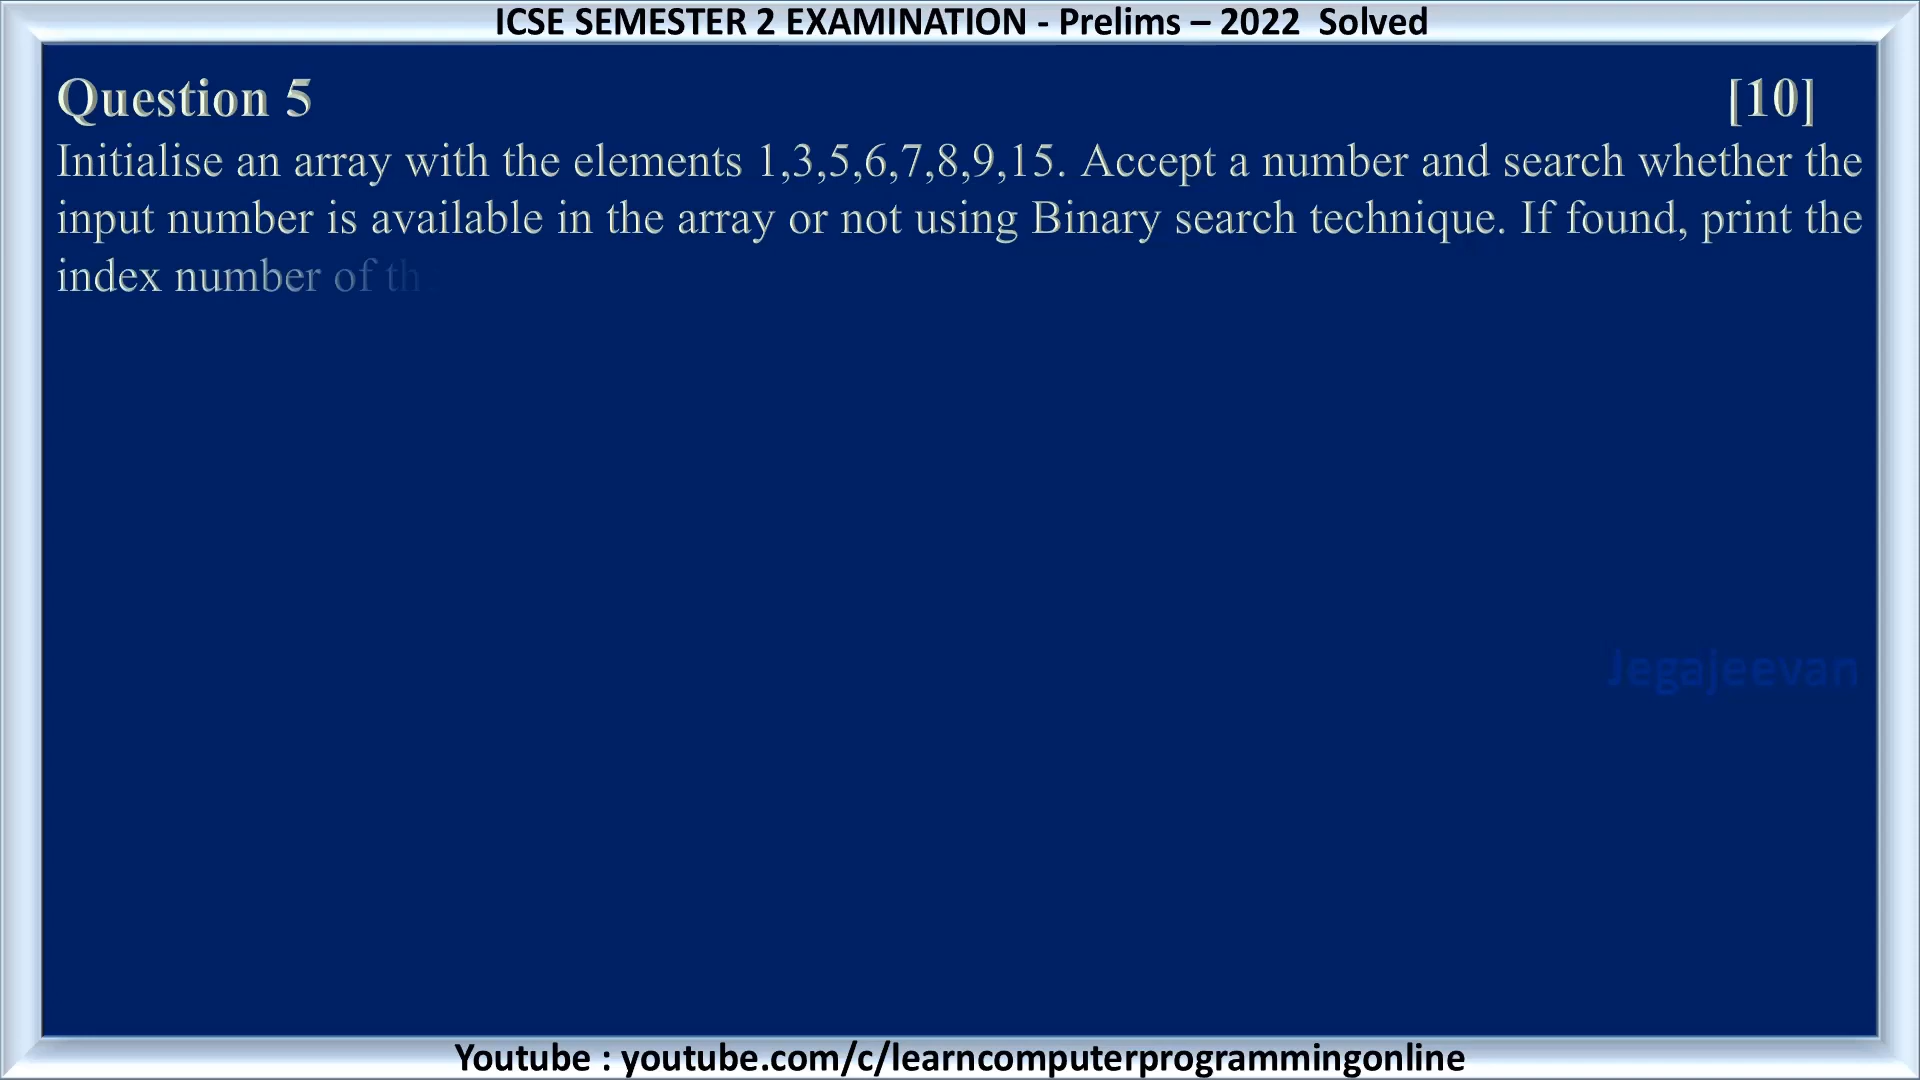 ICSE SEMESTER 2 EXAMINATION - Prelims – 2022 Solved
Question 5 [10]
Initialise an array with the elements 1,3,5,6,7,8,9,15. Accept a number and search whether the
input number is available in the array or not using Binary search technique. If found, print the
index number of th
Jegajeevan
Youtube : youtube.com/c/learncomputerprogrammingonline